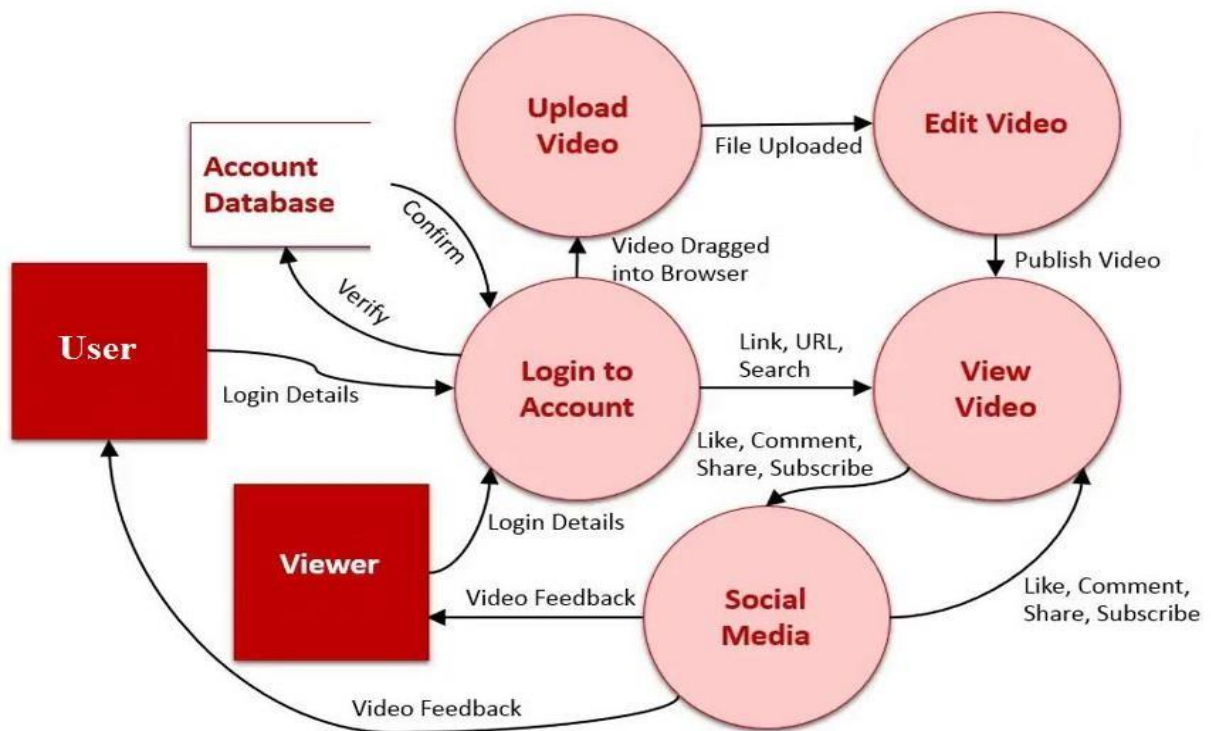 Upload
Video
File Uploaded
Edit Video
Account
Database
Confirm
Verify
Video Dragged
into Browser
Publish Video
User
Login Details
Login to
Account
Link, URL,
Search
View
Video
Like, Comment,
Share, Subscribe
Viewer
Login Details
Video Feedback
Social
Media
Like, Comment,
Share, Subscribe
Video Feedback